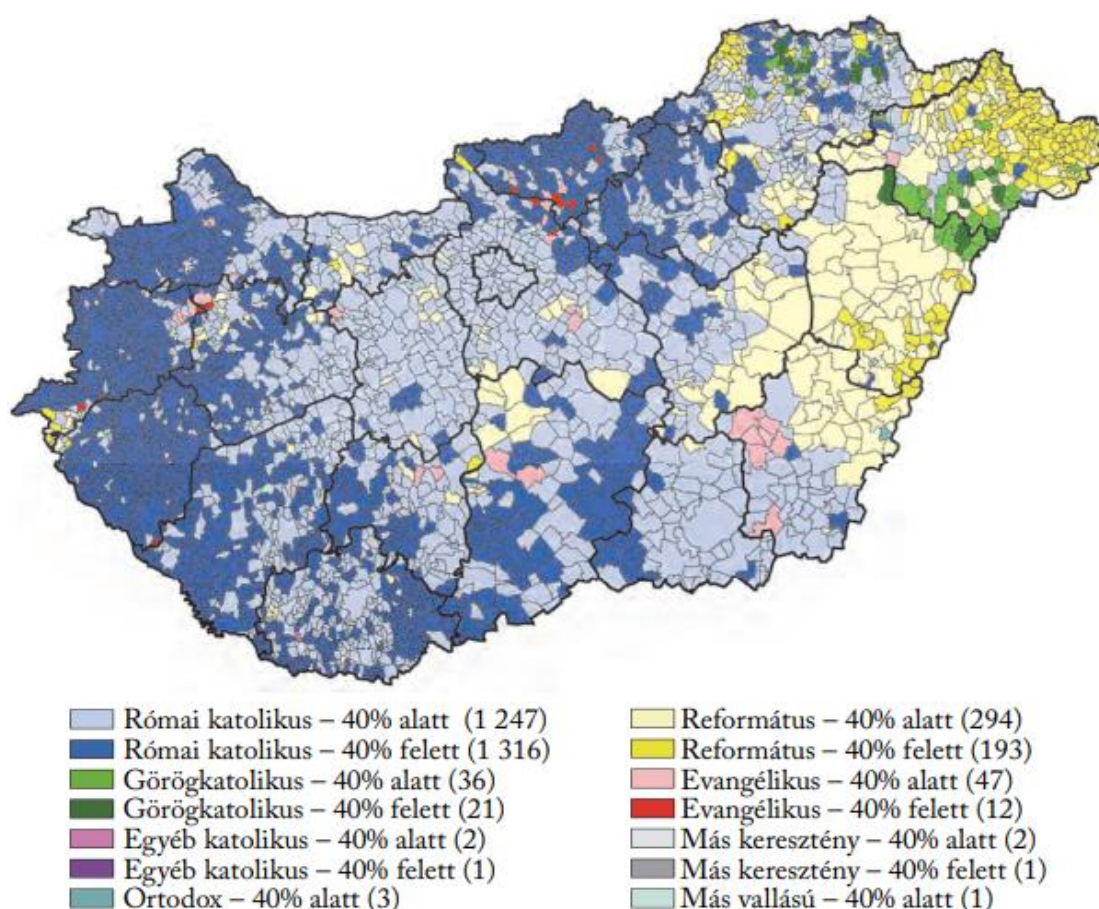 Római katolikus – 40% alatt (1 247)
Római katolikus – 40% felett (1 316)
Görögkatolikus – 40% alatt (36)
Görögkatolikus – 40% felett (21)
Egyéb katolikus – 40% alatt (2)
Egyéb katolikus – 40% felett (1)
Ortodox – 40% alatt (3)
Református – 40% alatt (294)
Református – 40% felett (193)
Evangélikus – 40% alatt (47)
Evangélikus – 40% felett (12)
Más keresztény – 40% alatt (2)
Más keresztény – 40% felett (1)
Más vallású – 40% alatt (1)